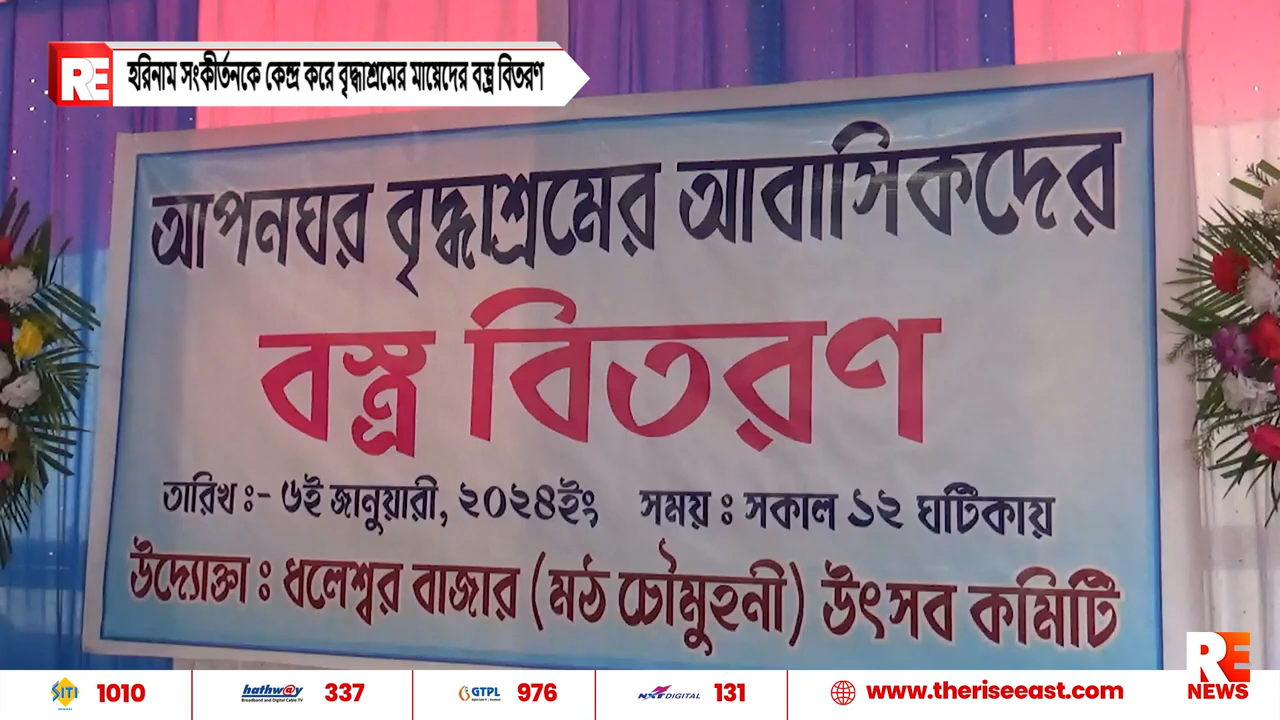 RE হরিনাম সংকীর্তনকে কেন্দ্র করে বৃদ্ধাশ্রমের মায়েদের বস্ত্র বিতরণ
আপনঘর বৃদ্ধাশ্রমের আবাসিকদের
বস্ত্র বিতরণ
তারিখ :- ৬ই জানুয়ারী, ২০২৪ইং সময় : সকাল ১২ ঘটিকায়
উদ্যোক্তা : ধলেশ্বর বাজার (মঠ চৌমুহনী) উৎসব কমিটি
SITI 1010 hathway 337 GTPL 976 NXT DIGITAL 131 www.theriseeast.com
RE
NEWS